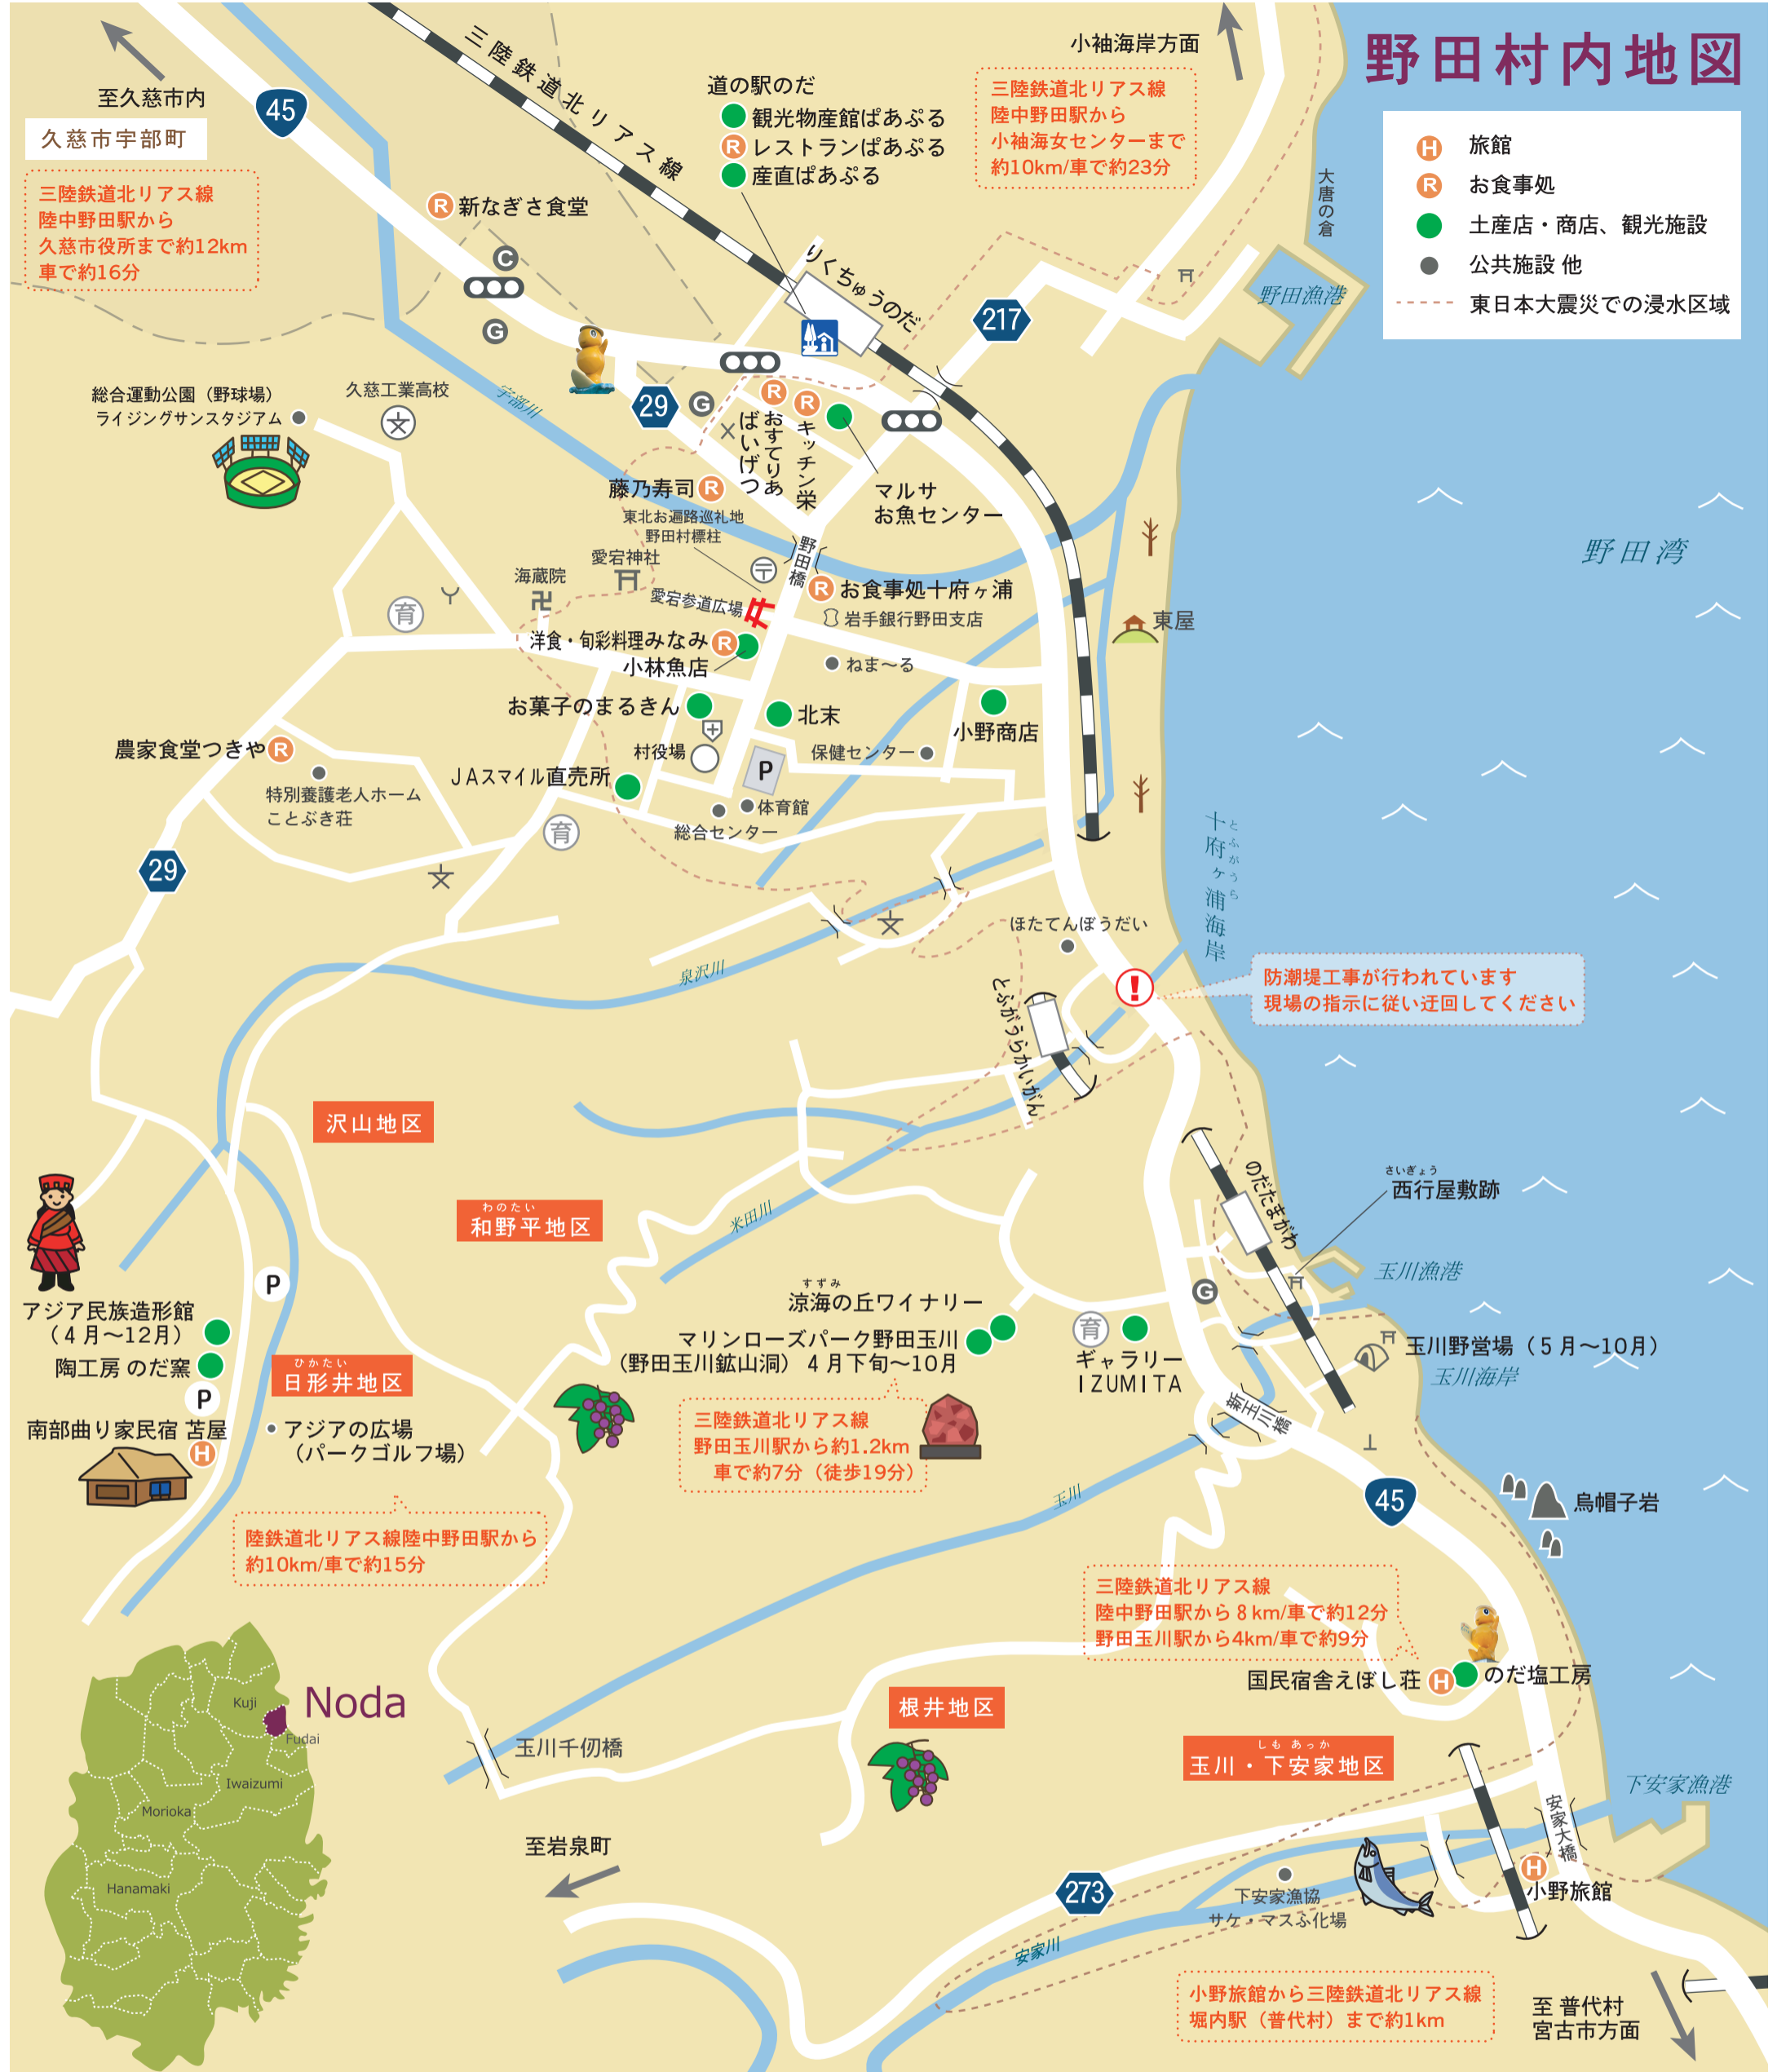 野田村内地図
旅館
お食事処
土産店・商店、観光施設
公共施設 他
東日本大震災での浸水区域
H
R
至久慈市内
久慈市宇部町
三陸鉄道北リアス線
陸中野田駅から
久慈市役所まで約12km
車で約16分
45
三陸鉄道北リアス線
道の駅のだ
観光物産館ぱあぷる
R
レストランぱあぷる
産直ぱあぷる
小袖海岸方面
三陸鉄道北リアス線
陸中野田駅から
小袖海女センターまで
約10km/車で約23分
大唐の倉
野田漁港
R
新なぎさ食堂
C
G
りくちゅうのだ
217
29
G
宇部川
総合運動公園(野球場)
ライジングサンスタジアム
久慈工業高校
文
R
おすてりあ
ばいげつ
R
キッチン栄
マルサ
お魚センター
藤乃寿司
R
東北お遍路巡礼地
野田村標柱
野田橋
愛宕神社
海蔵院
卍
〒
愛宕参道広場
R
お食事処十府ヶ浦
岩手銀行野田支店
育
洋食・旬彩料理みなみ
R
小林魚店
ねま〜る
東屋
野田湾
お菓子のまるきん
北末
小野商店
村役場
P
保健センター
農家食堂つきや
R
特別養護老人ホーム
ことぶき荘
JAスマイル直売所
体育館
総合センター
育
29
文
文
十府ヶ浦海岸
とふがうら
ほたてんぼうだい
泉沢川
防潮堤工事が行われています
現場の指示に従い迂回してください
!
とふがうらかいがん
沢山地区
わのたい
和野平地区
米田川
のだたまがわ
さいぎょう
西行屋敷跡
玉川漁港
G
P
アジア民族造形館
(4月〜12月)
陶工房 のだ窯
P
ひかたい
日形井地区
南部曲り家民宿 苫屋
H
アジアの広場
(パークゴルフ場)
すずみ
涼海の丘ワイナリー
マリンローズパーク野田玉川
(野田玉川鉱山洞) 4月下旬〜10月
三陸鉄道北リアス線
野田玉川駅から約1.2km
車で約7分(徒歩19分)
育
ギャラリー
IZUMITA
玉川野営場(5月〜10月)
玉川海岸
新玉川橋
玉川
45
烏帽子岩
陸鉄道北リアス線陸中野田駅から
約10km/車で約15分
三陸鉄道北リアス線
陸中野田駅から8km/車で約12分
野田玉川駅から4km/車で約9分
国民宿舎えぼし荘
H
のだ塩工房
根井地区
しも あっか
玉川・下安家地区
玉川千仞橋
Noda
Kuji
Fudai
Iwaizumi
Morioka
Hanamaki
至岩泉町
下安家漁港
安家大橋
H
小野旅館
273
下安家漁協
サケ・マスふ化場
安家川
小野旅館から三陸鉄道北リアス線
堀内駅(普代村)まで約1km
至 普代村
宮古市方面